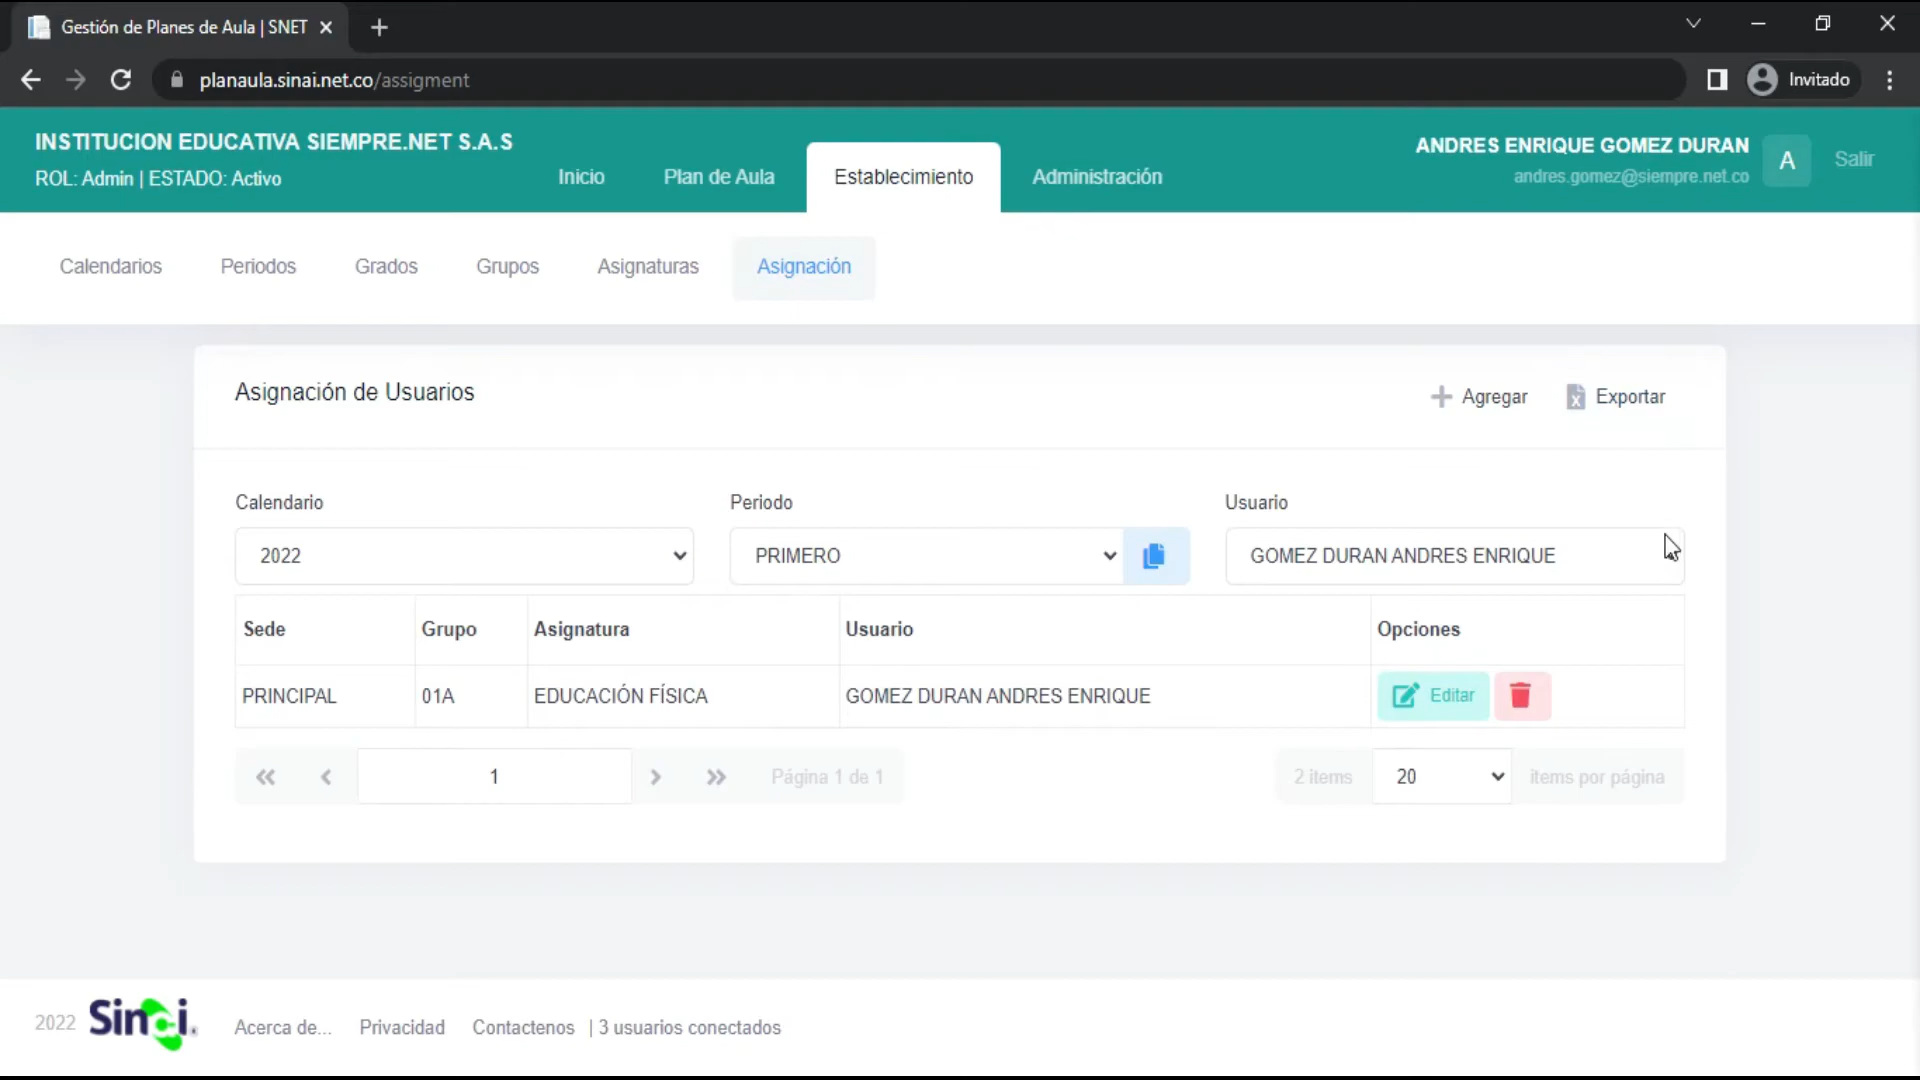 Gestión de Planes de Aula | SNET
planaula.sinai.net.co/assigment
Invitado
INSTITUCION EDUCATIVA SIEMPRE.NET S.A.S
ROL: Admin | ESTADO: Activo
Inicio
Plan de Aula
Establecimiento
Administración
ANDRES ENRIQUE GOMEZ DURAN
andres.gomez@siempre.net.co
A
Salir
Calendarios
Periodos
Grados
Grupos
Asignaturas
Asignación
Asignación de Usuarios
Agregar
Exportar
Calendario
Periodo
Usuario
2022
PRIMERO
GOMEZ DURAN ANDRES ENRIQUE
Sede Grupo Asignatura Usuario Opciones
PRINCIPAL 01A EDUCACIÓN FÍSICA GOMEZ DURAN ANDRES ENRIQUE Editar
1
Página 1 de 1
2 items
20
items por página
2022
Sinai.
Acerca de...
Privacidad
Contactenos
| 3 usuarios conectados